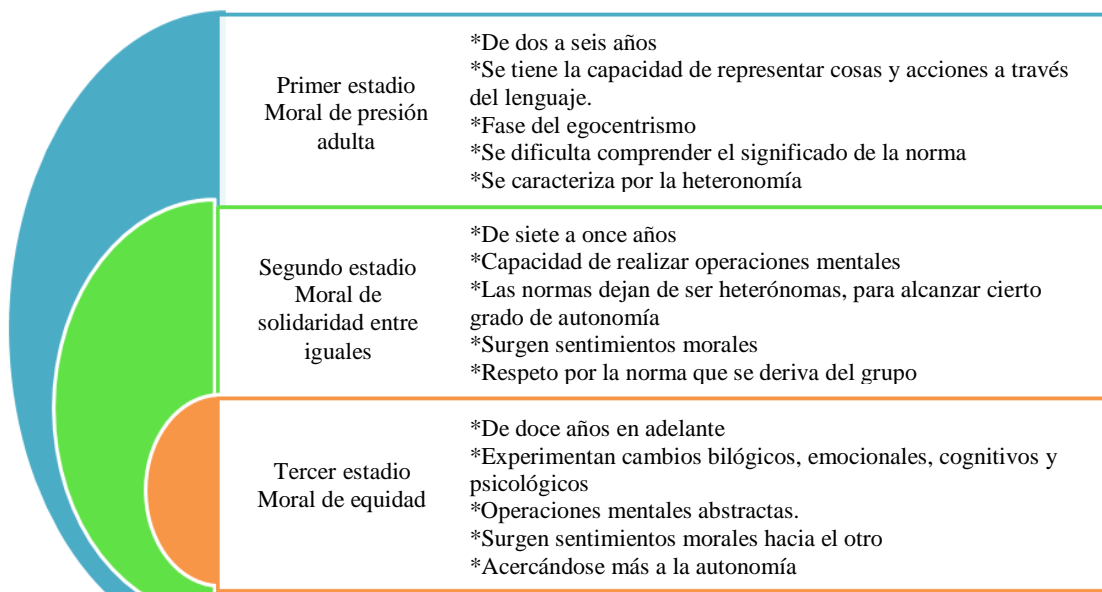 Primer estadio
Moral de presión
adulta
*De dos a seis años
*Se tiene la capacidad de representar cosas y acciones a través
del lenguaje.
*Fase del egocentrismo
*Se dificulta comprender el significado de la norma
*Se caracteriza por la heteronomía
Segundo estadio
Moral de
solidaridad entre
iguales
*De siete a once años
*Capacidad de realizar operaciones mentales
*Las normas dejan de ser heterónomas, para alcanzar cierto
grado de autonomía
*Surgen sentimientos morales
*Respeto por la norma que se deriva del grupo
Tercer estadio
Moral de equidad
*De doce años en adelante
*Experimentan cambios bilógicos, emocionales, cognitivos y
psicológicos
*Operaciones mentales abstractas.
*Surgen sentimientos morales hacia el otro
*Acercándose más a la autonomía